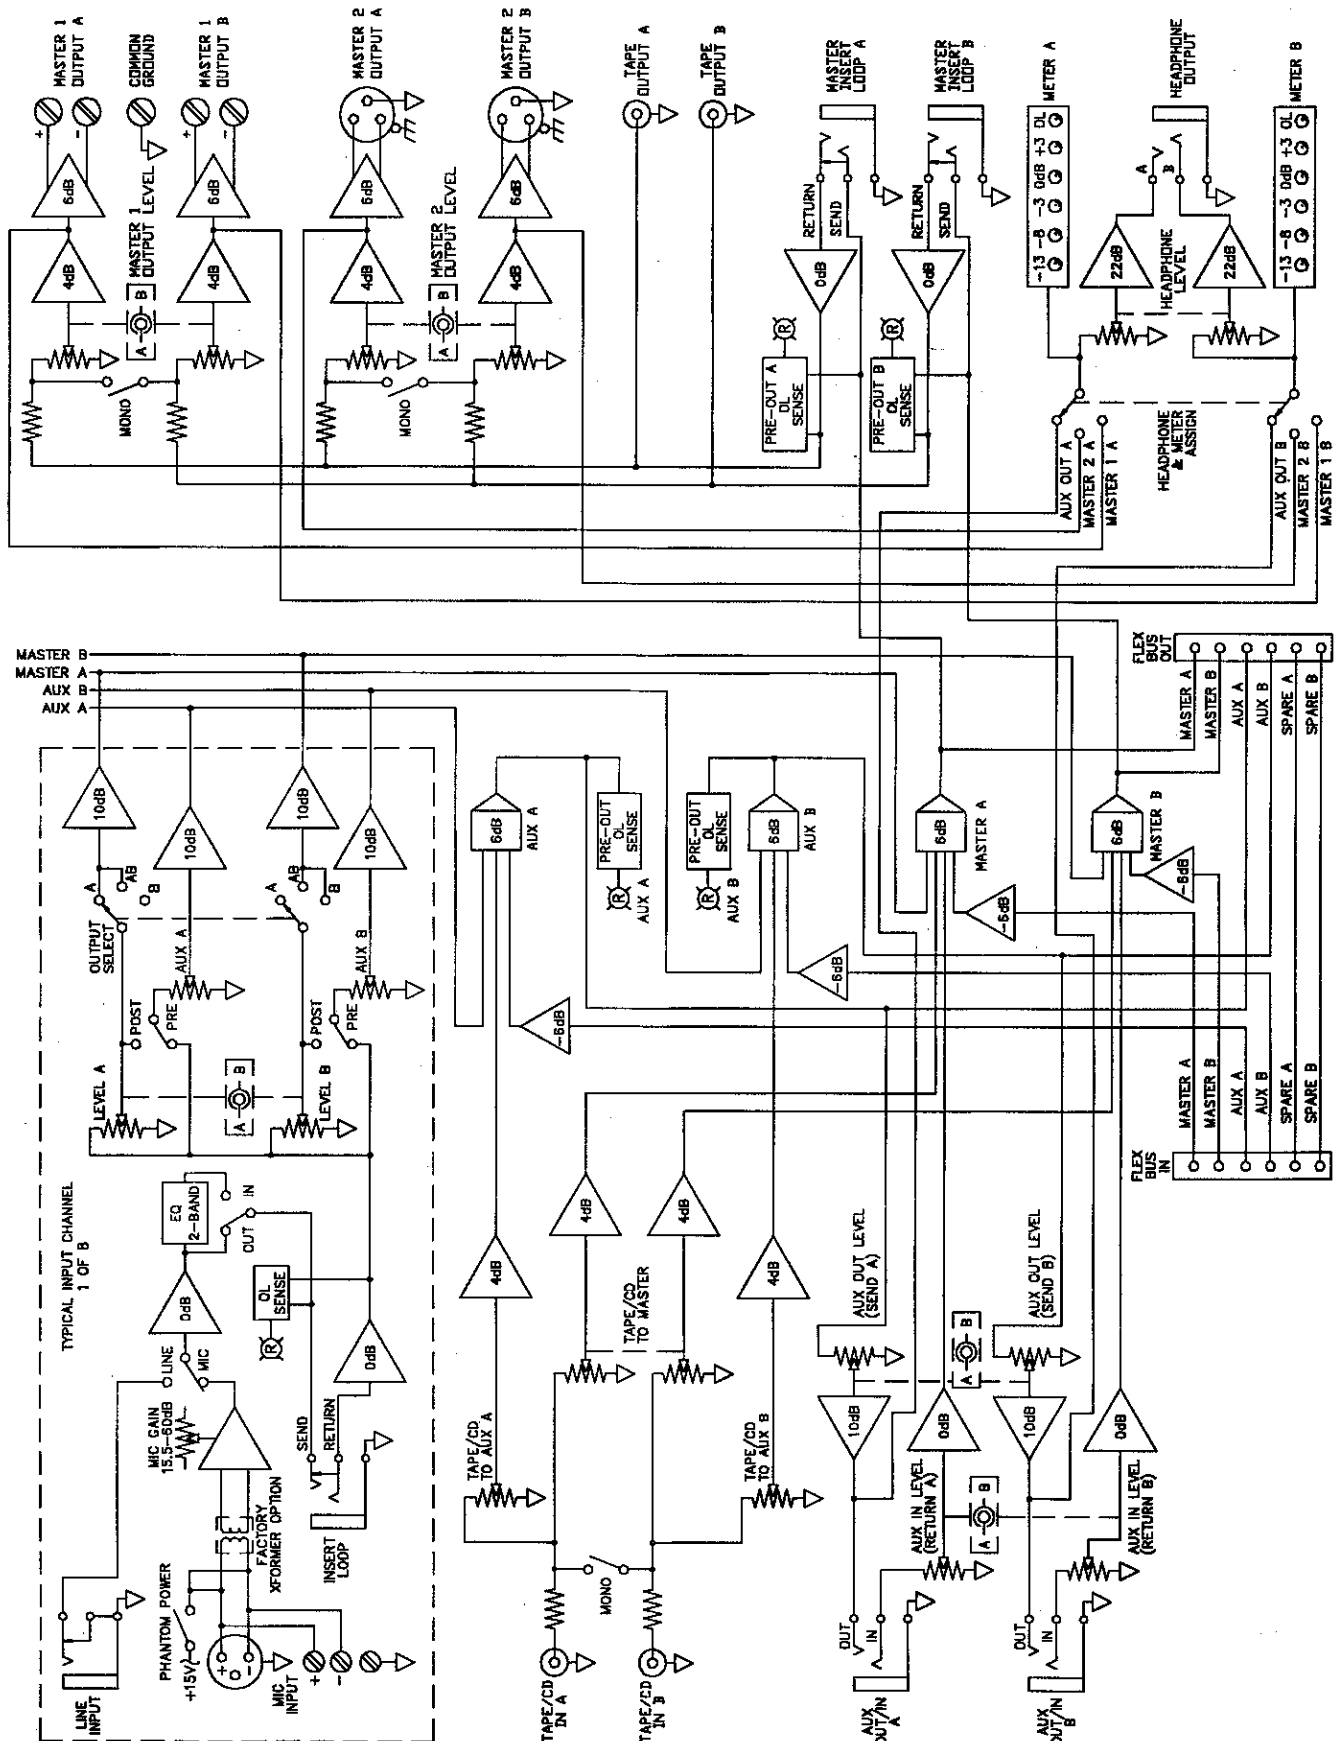 MASTER 1
OUTPUT A
COMMON
GROUND
MASTER 1
OUTPUT B
MASTER 2
OUTPUT A
MASTER 2
OUTPUT B
TAPE
OUTPUT A
TAPE
OUTPUT B
MASTER
INSERT
LOOP A
MASTER
INSERT
LOOP B
METER A
HEADPHONE
OUTPUT
METER B
+
-
+
-
6dB
6dB
6dB
6dB
4dB
4dB
4dB
4dB
MASTER 1
OUTPUT LEVEL
A B
MASTER 2
OUTPUT LEVEL
A B
MONO
MONO
RETURN
SEND
RETURN
SEND
0dB
0dB
R
R
PRE-OUT A
OL
SENSE
PRE-OUT B
OL
SENSE
-13 -8 -3 0dB +3 OL
A
B
22dB
22dB
HEADPHONE
LEVEL
-13 -8 -3 0dB +3 OL
HEADPHONE
& METER
ASSIGN
AUX OUT A
MASTER 2 A
MASTER 1 A
AUX OUT B
MASTER 2 B
MASTER 1 B
MASTER B
MASTER A
AUX B
AUX A
FLEX
BUS
OUT
MASTER A
MASTER B
AUX A
AUX B
SPARE A
SPARE B
TYPICAL INPUT CHANNEL
1 OF 8
10dB
10dB
10dB
10dB
A
AB
B
A
AB
B
OUTPUT
SELECT
AUX A
AUX B
POST
PRE
POST
PRE
LEVEL A
LEVEL B
A B
EQ
2-BAND
IN
OUT
0dB
OL
SENSE
R
0dB
LINE
MIC
MIC GAIN
15.5-60dB
SEND
RETURN
INSERT
LOOP
FACTORY
XFORMER OPTION
PHANTOM POWER
+15V
LINE
INPUT
MIC
INPUT
+
-
+
-
6dB
AUX A
PRE-OUT
OL
SENSE
R
AUX A
PRE-OUT
OL
SENSE
R
AUX B
6dB
AUX B
6dB
MASTER A
6dB
MASTER B
-6dB
-6dB
-6dB
-6dB
4dB
4dB
4dB
4dB
TAPE/CD
TO AUX A
TAPE/CD
TO MASTER
TAPE/CD
TO AUX B
MONO
TAPE/CD
IN A
TAPE/CD
IN B
AUX OUT LEVEL
(SEND A)
AUX OUT LEVEL
(SEND B)
A B
10dB
0dB
10dB
0dB
AUX IN LEVEL
(RETURN A)
AUX IN LEVEL
(RETURN B)
A B
OUT
IN
OUT
IN
AUX
OUT/IN
A
AUX
OUT/IN
B
FLEX
BUS
IN
MASTER A
MASTER B
AUX A
AUX B
SPARE A
SPARE B